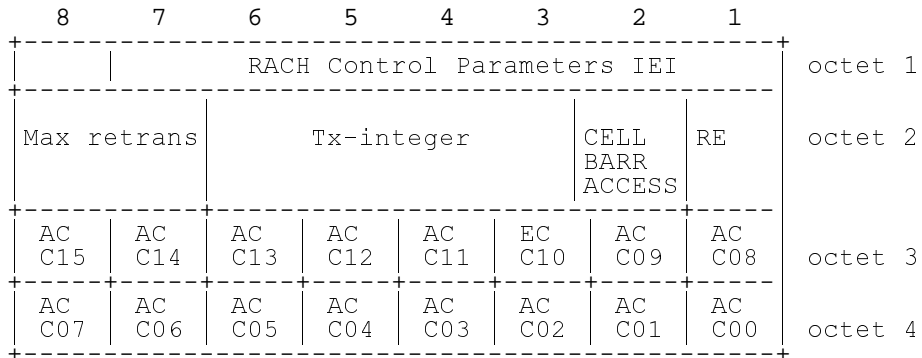 8 7 6 5 4 3 2 1
RACH Control Parameters IEI octet 1
Max retrans Tx-integer CELL RE octet 2
BARR
ACCESS
AC AC AC AC AC EC AC AC
C15 C14 C13 C12 C11 C10 C09 C08 octet 3
AC AC AC AC AC AC AC AC
C07 C06 C05 C04 C03 C02 C01 C00 octet 4